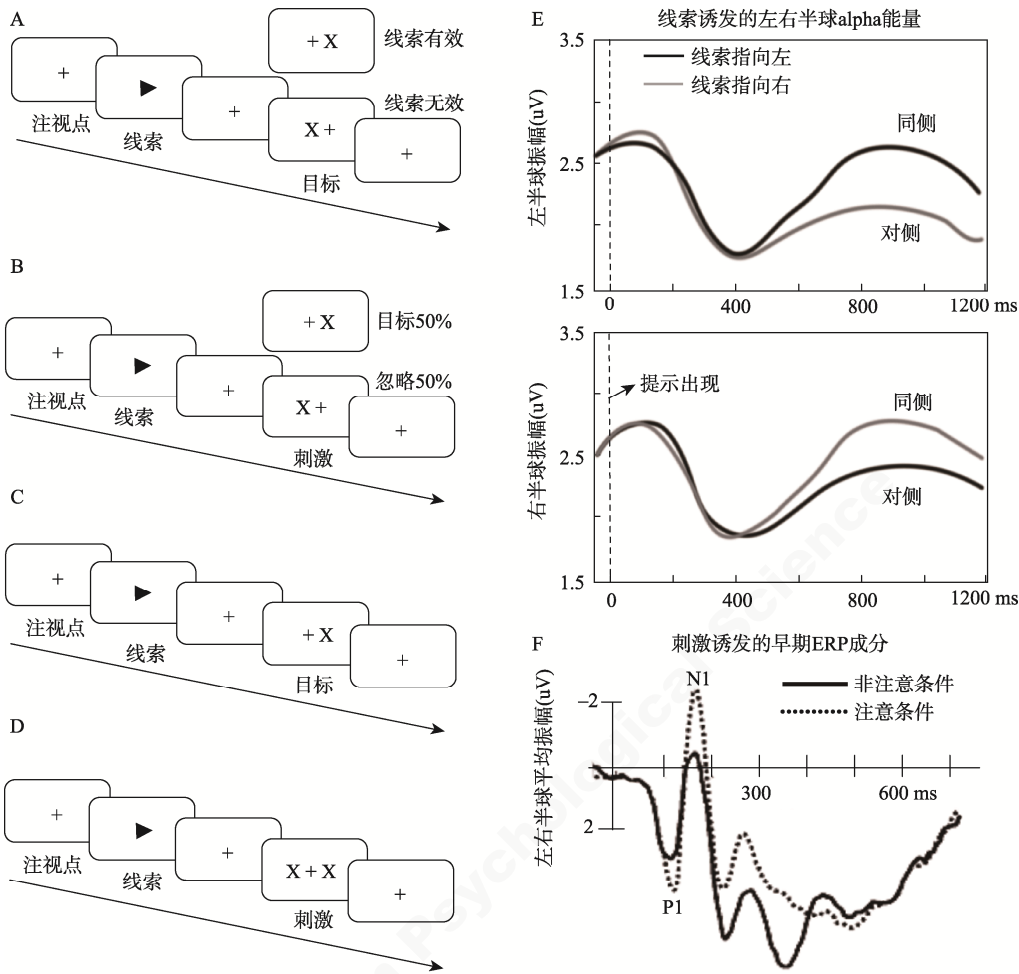 A
+ X
线索有效
+
▶
+
线索无效
X +
+
注视点
线索
目标
B
+ X
目标50%
+
▶
+
忽略50%
X +
+
注视点
线索
刺激
C
+
▶
+
+ X
+
注视点
线索
目标
D
+
▶
+
X + X
+
注视点
线索
刺激
E
线索诱发的左右半球alpha能量
3.5
线索指向左
线索指向右
左半球振幅(uV)
2.5
同侧
对侧
1.5
0
400
800
1200 ms
3.5
提示出现
右半球振幅(uV)
同侧
2.5
对侧
1.5
0
400
800
1200 ms
F
刺激诱发的早期ERP成分
N1
非注意条件
注意条件
左右半球平均振幅(uV)
−2
300
600 ms
2
P1
Psychological Science